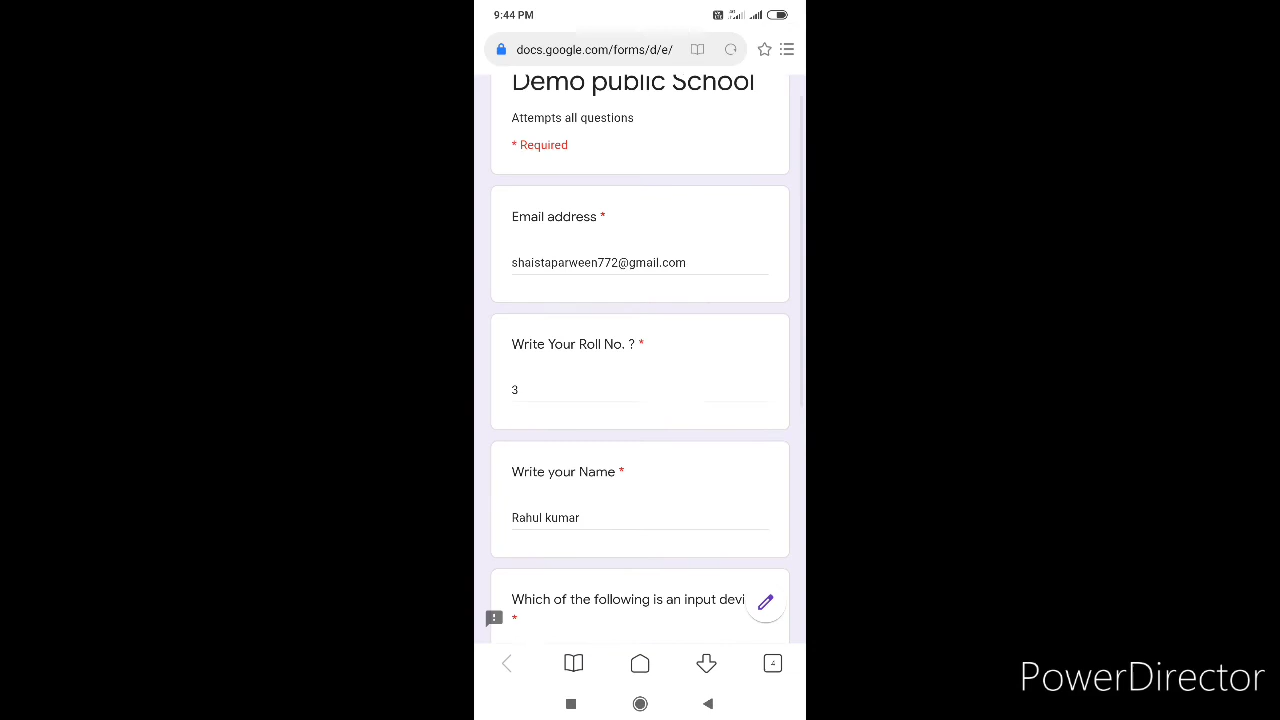 9:44 PM
docs.google.com/forms/d/e/
Demo public School
Attempts all questions
* Required
Email address *
shaistaparween772@gmail.com
Write Your Roll No. ? *
3
Write your Name *
Rahul kumar
Which of the following is an input devi
*
4
PowerDirector